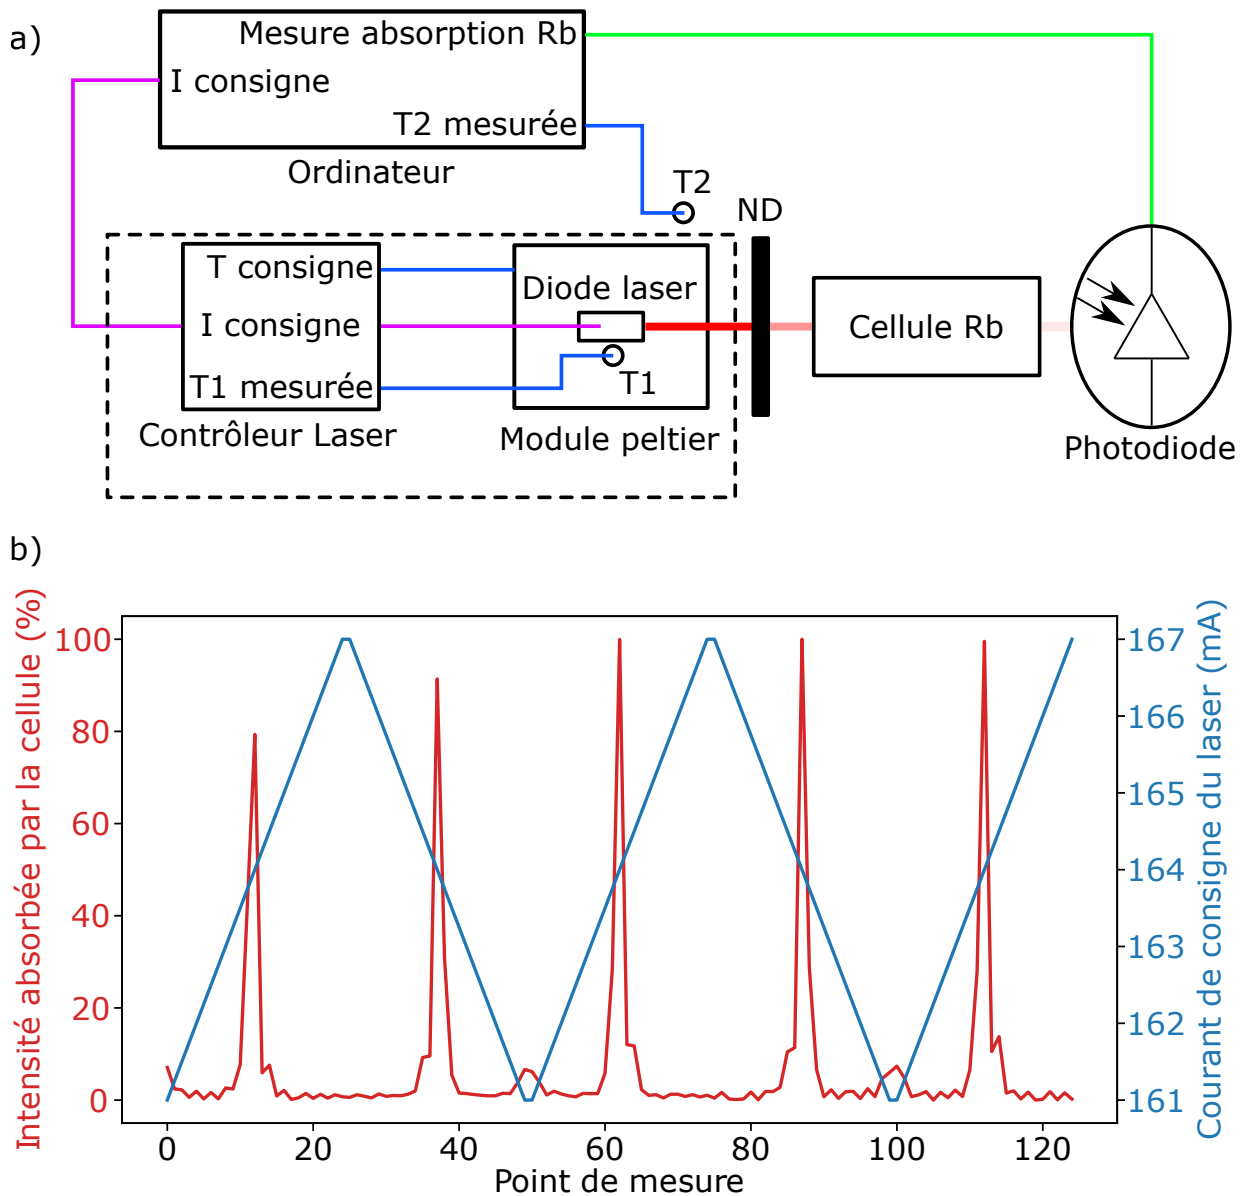 a)
Mesure absorption Rb
I consigne
T2 mesurée
Ordinateur
T2
ND
T consigne
I consigne
T1 mesurée
Contrôleur Laser
Diode laser
T1
Module peltier
Cellule Rb
Photodiode
b)
Intensité absorbée par la cellule (%)
100
80
60
40
20
0
0
20
40
60
80
100
120
Point de mesure
167
166
165
164
163
162
161
Courant de consigne du laser (mA)